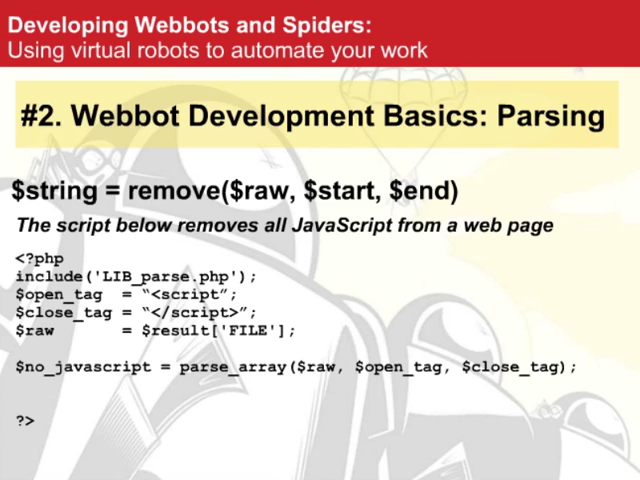 Developing Webbots and Spiders:
Using virtual robots to automate your work
#2. Webbot Development Basics: Parsing
$string = remove($raw, $start, $end)
The script below removes all JavaScript from a web page
<?php
include('LIB_parse.php');
$open_tag  = “<script”;
$close_tag = “</script>”;
$raw       = $result['FILE'];
$no_javascript = parse_array($raw, $open_tag, $close_tag);
?>